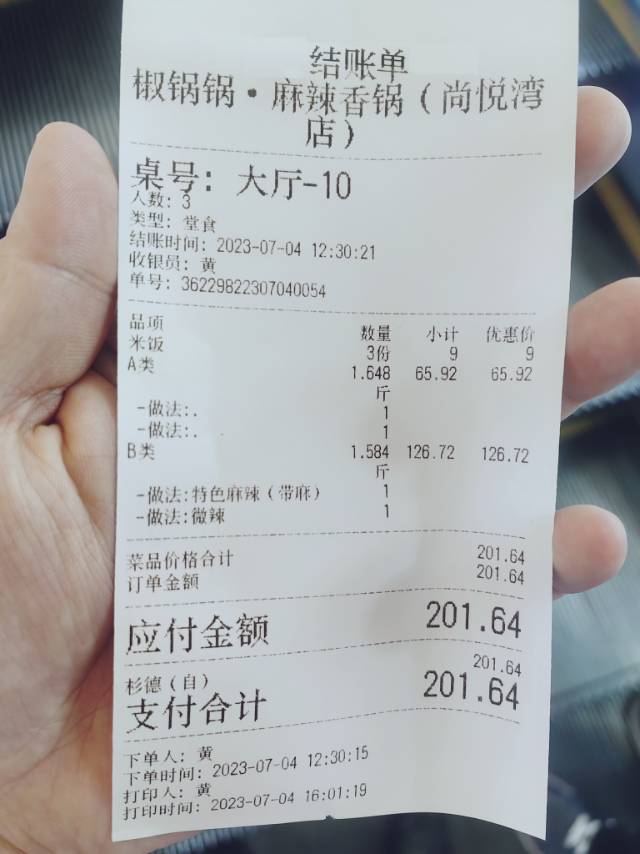 结账单
椒锅锅·麻辣香锅（尚悦湾
店）
桌号: 大厅-10
人数: 3
类型: 堂食
结账时间: 2023-07-04 12:30:21
收银员: 黄
单号: 36229822307040054
品项 数量 小计 优惠价
米饭 3份 9 9
A类 1.648 65.92 65.92
斤
-做法:. 1
-做法:. 1
B类 1.584 126.72 126.72
斤
-做法:特色麻辣（带麻） 1
-做法:微辣 1
菜品价格合计 201.64
订单金额 201.64
应付金额 201.64
杉德（自） 201.64
支付合计 201.64
下单人: 黄
下单时间: 2023-07-04 12:30:15
打印人: 黄
打印时间: 2023-07-04 16:01:19